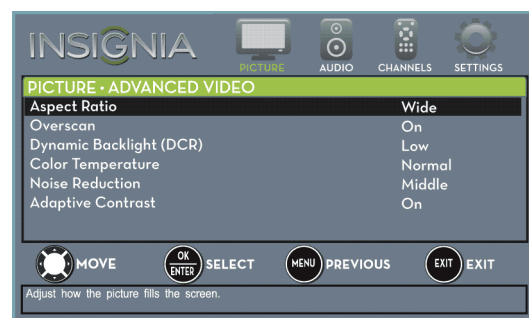 INSIGNIA
PICTURE AUDIO CHANNELS SETTINGS
PICTURE • ADVANCED VIDEO
Aspect Ratio Wide
Overscan On
Dynamic Backlight (DCR) Low
Color Temperature Normal
Noise Reduction Middle
Adaptive Contrast On
MOVE OK ENTER SELECT MENU PREVIOUS EXIT EXIT
Adjust how the picture fills the screen.